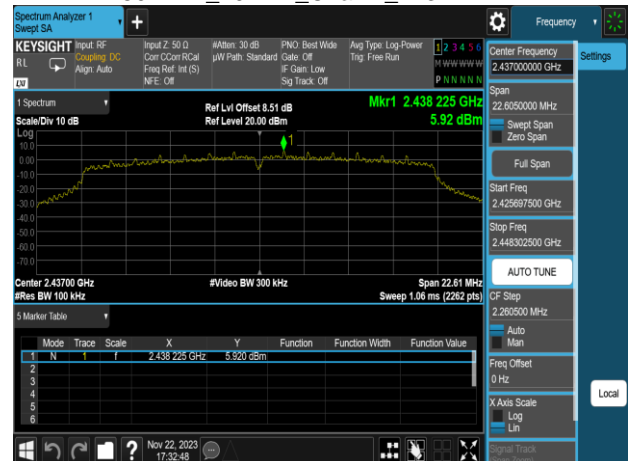 Spectrum Analyzer 1
Swept SA
+
Frequency
KEYSIGHT
RL
LXI
Input: RF
Coupling: DC
Align: Auto
Input Z: 50 Ω
Corr CCorr RCal
Freq Ref: Int (S)
NFE: Off
#Atten: 30 dB
µW Path: Standard
PNO: Best Wide
Gate: Off
IF Gain: Low
Sig Track: Off
Avg Type: Log-Power
Trig: Free Run
1 2 3 4 5 6
M W W W W W
P N N N N N
Center Frequency
2.437000000 GHz
Settings
Span
22.6050000 MHz
Swept Span
Zero Span
Full Span
Start Freq
2.425697500 GHz
Stop Freq
2.448302500 GHz
AUTO TUNE
CF Step
2.260500 MHz
Auto
Man
Freq Offset
0 Hz
X Axis Scale
Log
Lin
Signal Track
Local
1 Spectrum
Scale/Div 10 dB
Ref Lvl Offset 8.51 dB
Ref Level 20.00 dBm
Mkr1 2.438 225 GHz
5.92 dBm
Log
10.0
0.00
-10.0
-20.0
-30.0
-40.0
-50.0
-60.0
-70.0
1
Center 2.43700 GHz
#Res BW 100 kHz
#Video BW 300 kHz
Span 22.61 MHz
Sweep 1.06 ms (2262 pts)
5 Marker Table
Mode Trace Scale X Y Function Function Width Function Value
1 N 1 f 2.438 225 GHz 5.920 dBm
2
3
4
5
6
?
Nov 22, 2023
17:32:48